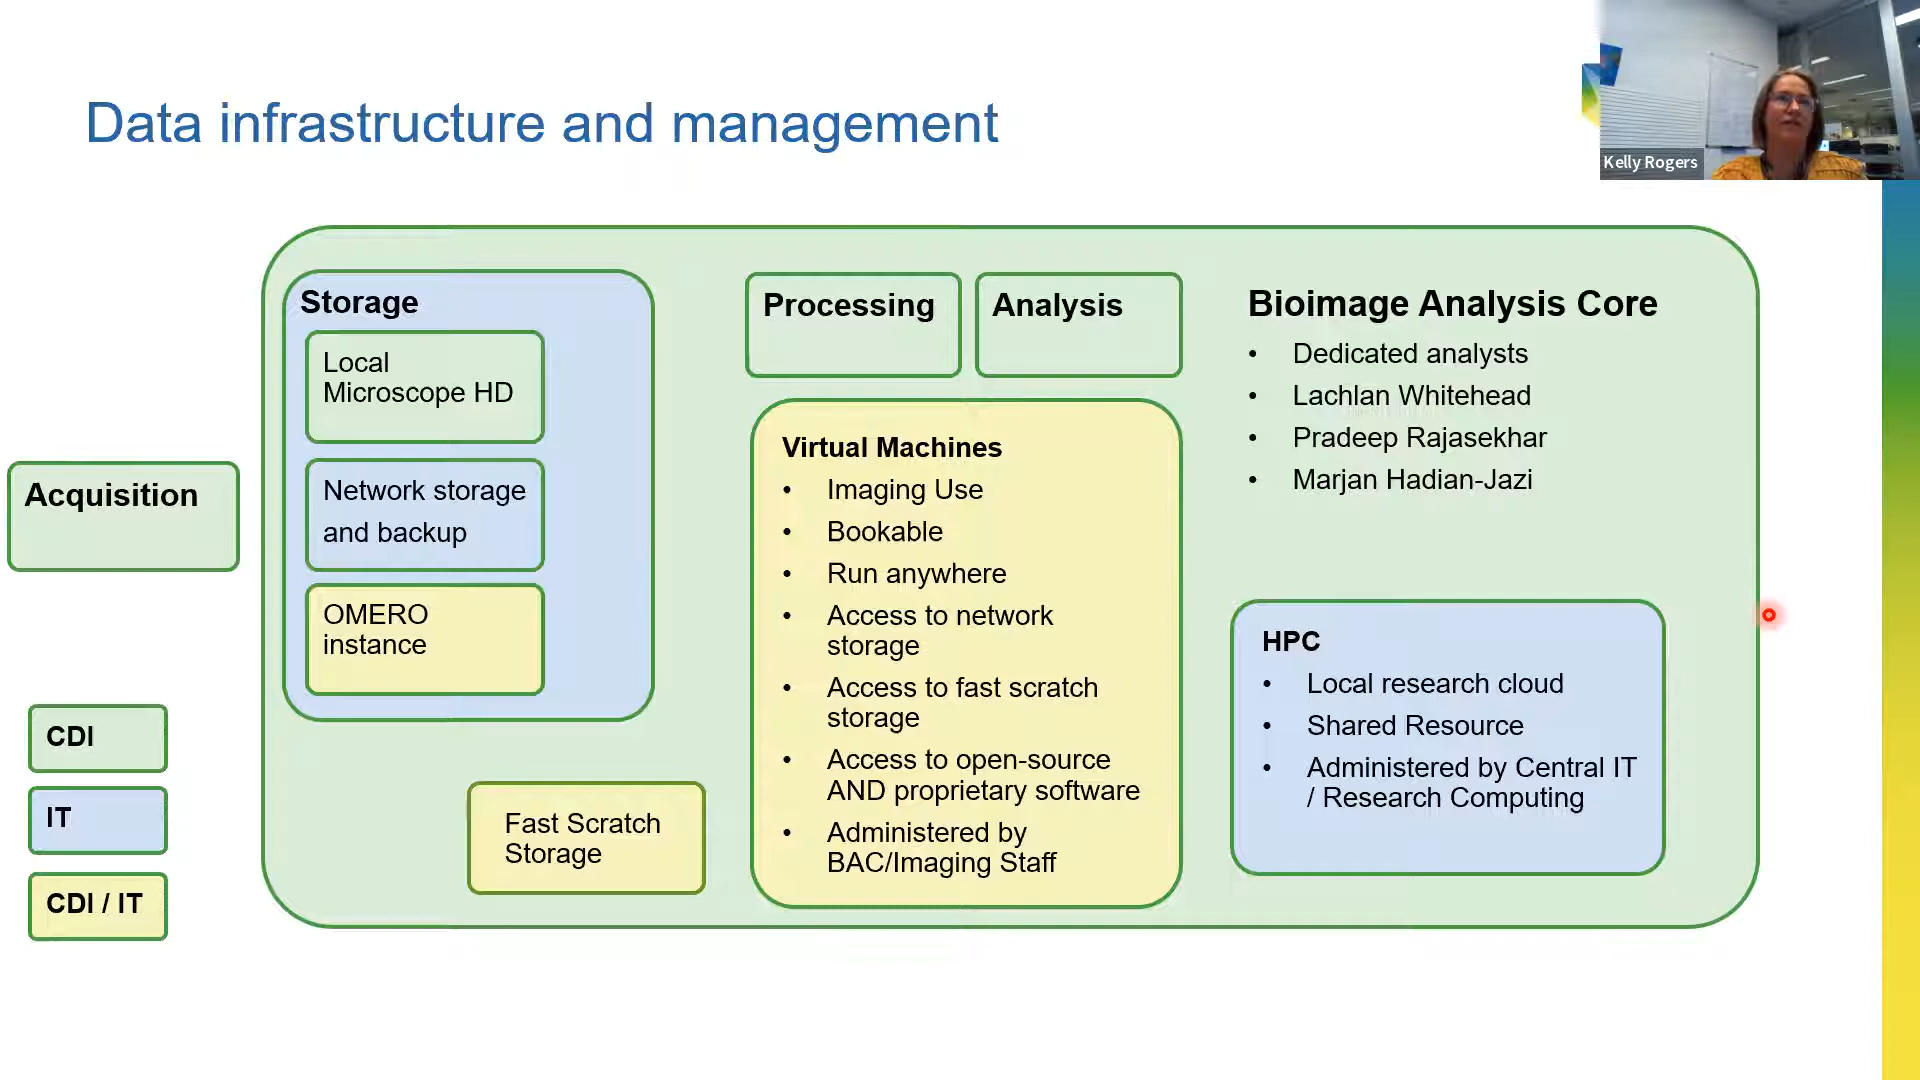 Data infrastructure and management
Kelly Rogers
Storage
Local
Microscope HD
Network storage
and backup
OMERO
instance
Acquisition
CDI
IT
CDI / IT
Fast Scratch
Storage
Processing
Analysis
Virtual Machines
• Imaging Use
• Bookable
• Run anywhere
• Access to network
storage
• Access to fast scratch
storage
• Access to open-source
AND proprietary software
• Administered by
BAC/Imaging Staff
Bioimage Analysis Core
• Dedicated analysts
• Lachlan Whitehead
• Pradeep Rajasekhar
• Marjan Hadian-Jazi
HPC
• Local research cloud
• Shared Resource
• Administered by Central IT
/ Research Computing